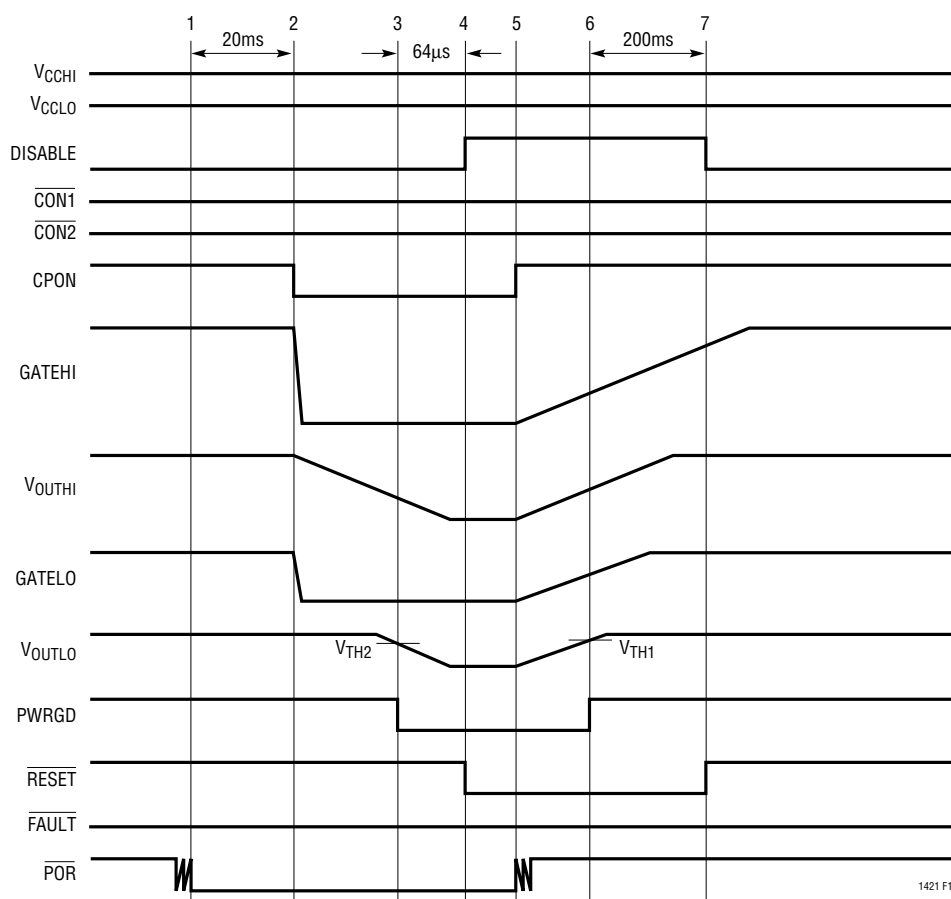 1 2 3 4 5 6 7
20ms 64µs 200ms
VCCHI
VCCLO
DISABLE
CON1
CON2
CPON
GATEHI
VOUTHI
GATELO
VOUTLO VTH2 VTH1
PWRGD
RESET
FAULT
POR
1421 F1